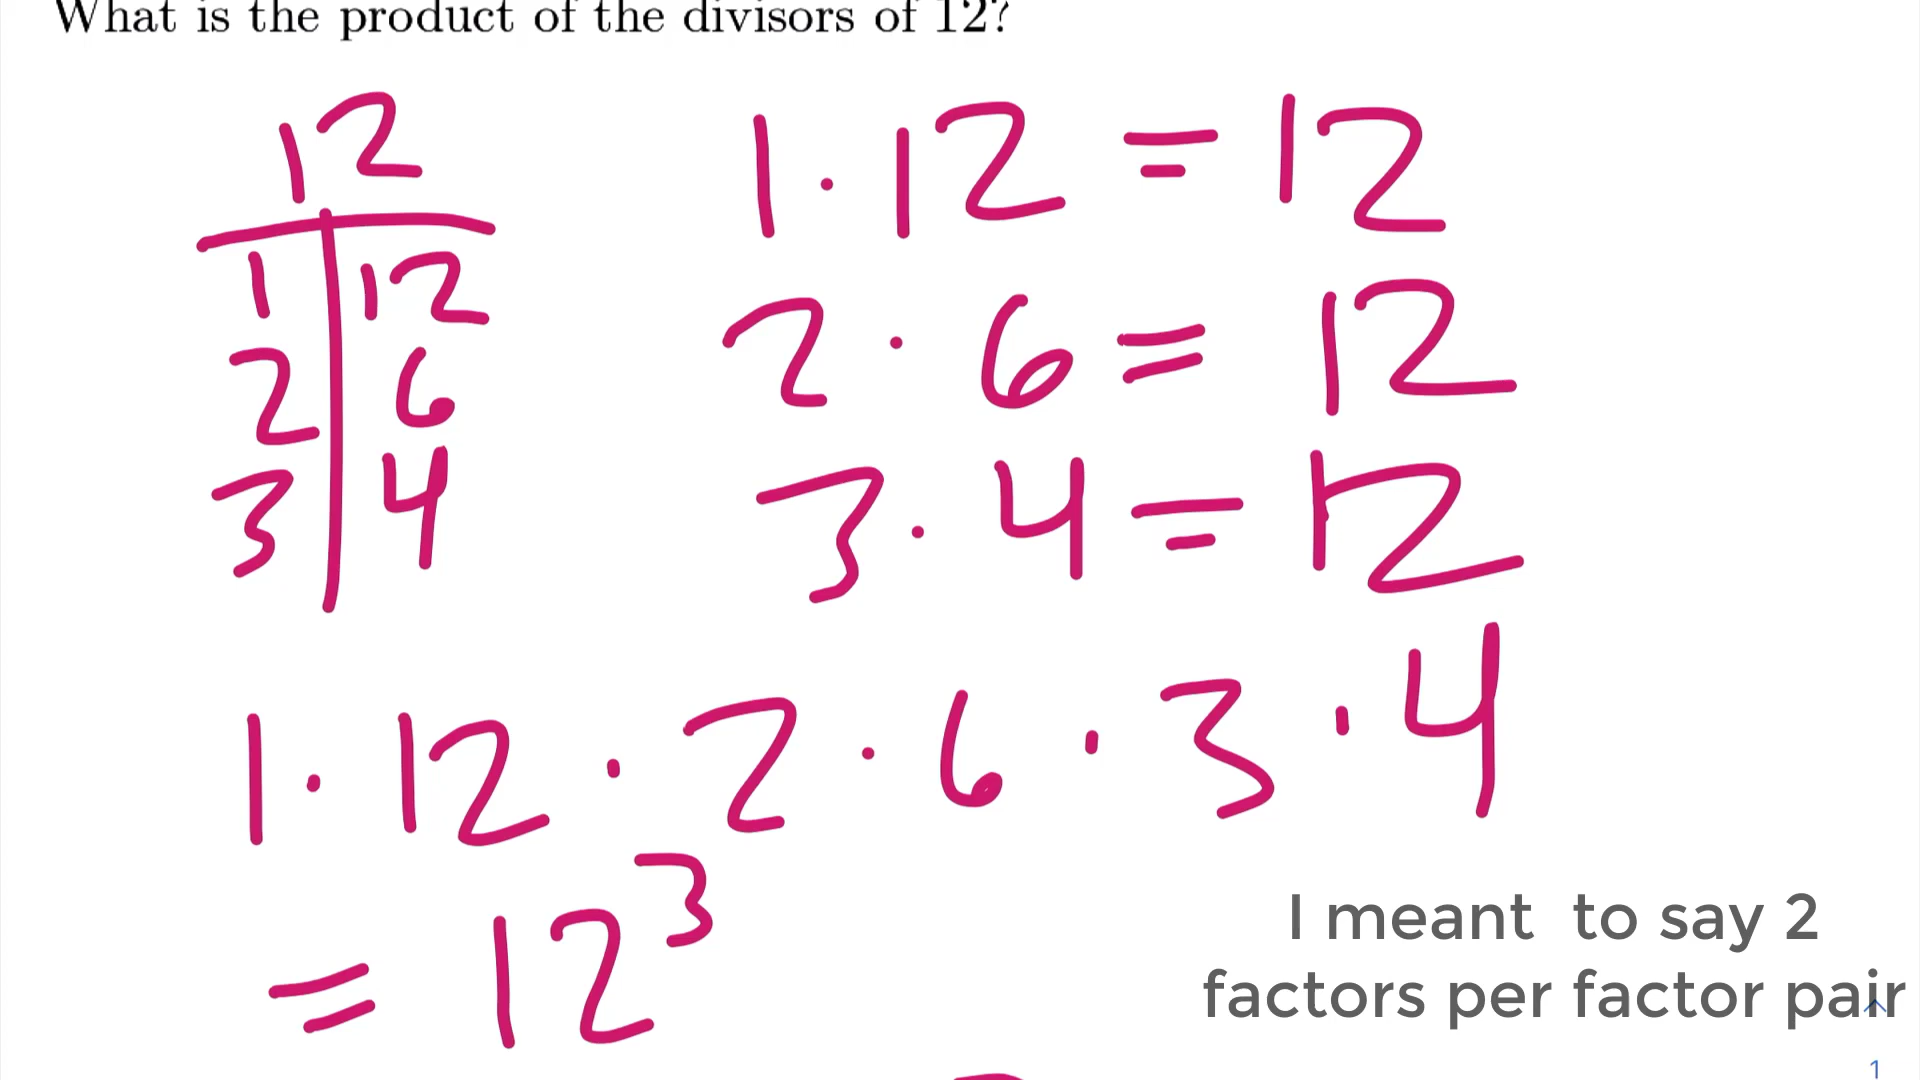 What is the product of the divisors of 12?
12
1 12
2 6
3 4
1 · 12 = 12
2 · 6 = 12
3 · 4 = 12
1 · 12 · 2 · 6 · 3 · 4
= 12³
I meant to say 2
factors per factor pair
1